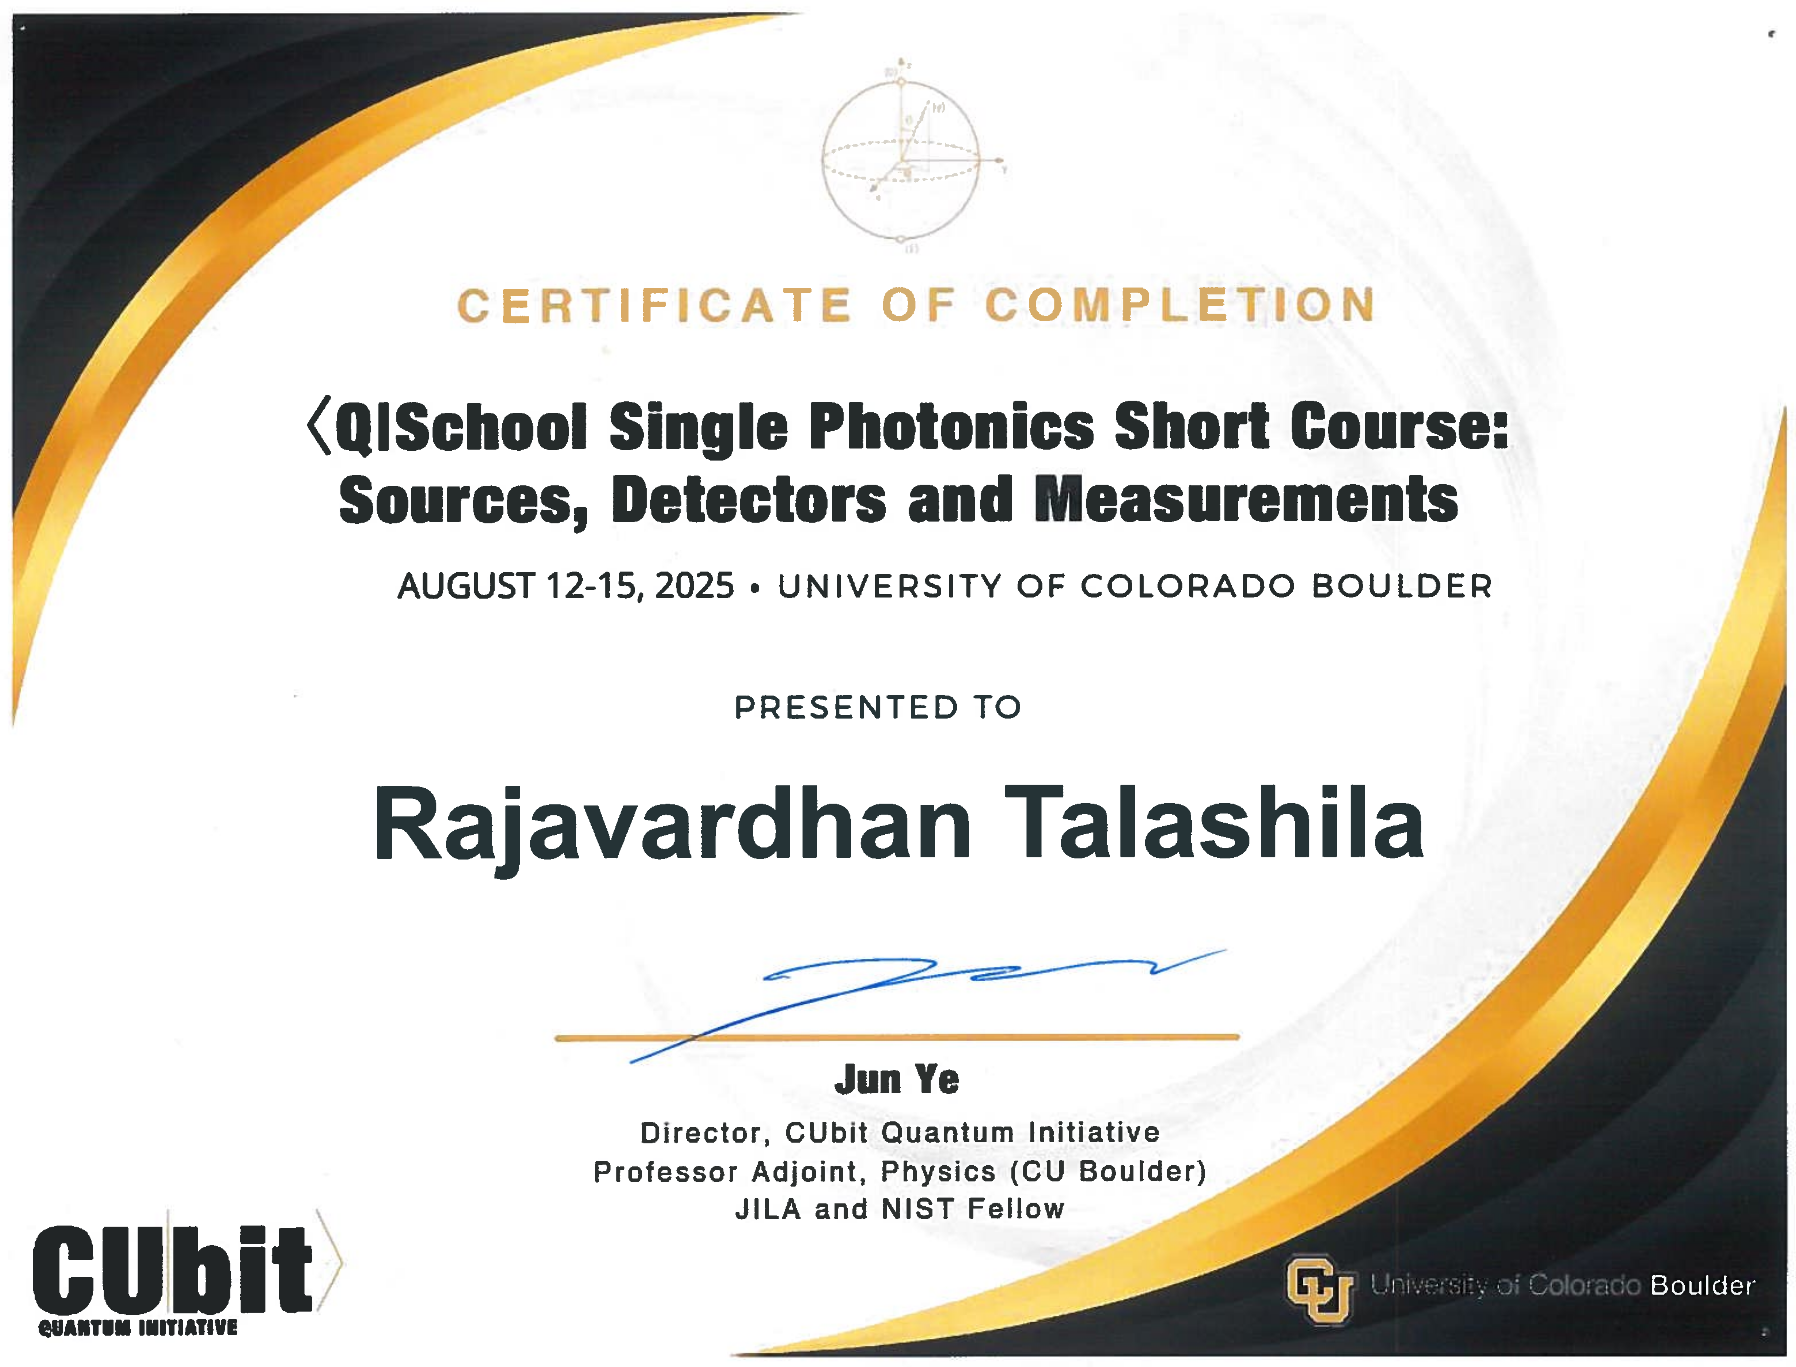 CERTIFICATE OF COMPLETION
〈Q|School Single Photonics Short Course:
Sources, Detectors and Measurements
AUGUST 12-15, 2025 • UNIVERSITY OF COLORADO BOULDER
PRESENTED TO
Rajavardhan Talashila
Jun Ye
Director, CUbit Quantum Initiative
Professor Adjoint, Physics (CU Boulder)
JILA and NIST Fellow
CUbit
QUANTUM INITIATIVE
CU University of Colorado Boulder